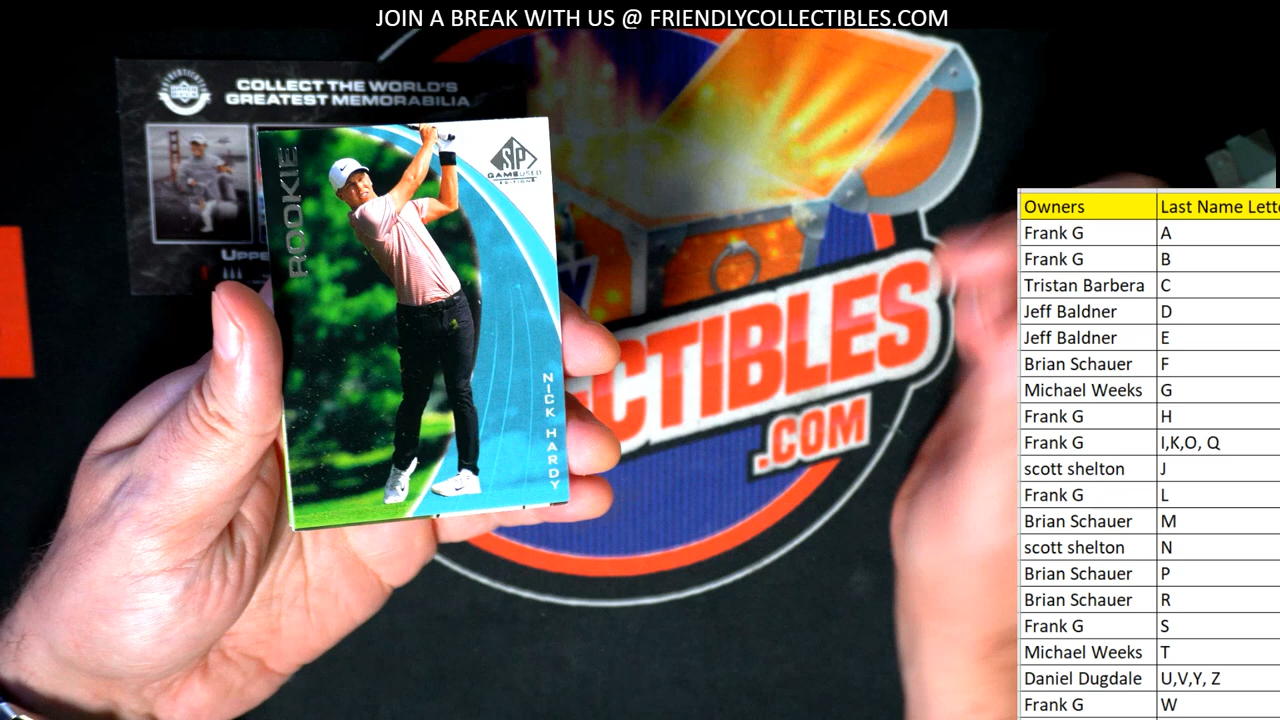 JOIN A BREAK WITH US @ FRIENDLYCOLLECTIBLES.COM
COLLECT THE WORLD'S
GREATEST MEMORABILIA
ROOKIE
SP
GAME USED
EDITION
NICK HARDY
CTIBLES
.COM
Owners Last Name Lette
Frank G A
Frank G B
Tristan Barbera C
Jeff Baldner D
Jeff Baldner E
Brian Schauer F
Michael Weeks G
Frank G H
Frank G I,K,O, Q
scott shelton J
Frank G L
Brian Schauer M
scott shelton N
Brian Schauer P
Brian Schauer R
Frank G S
Michael Weeks T
Daniel Dugdale U,V,Y, Z
Frank G W